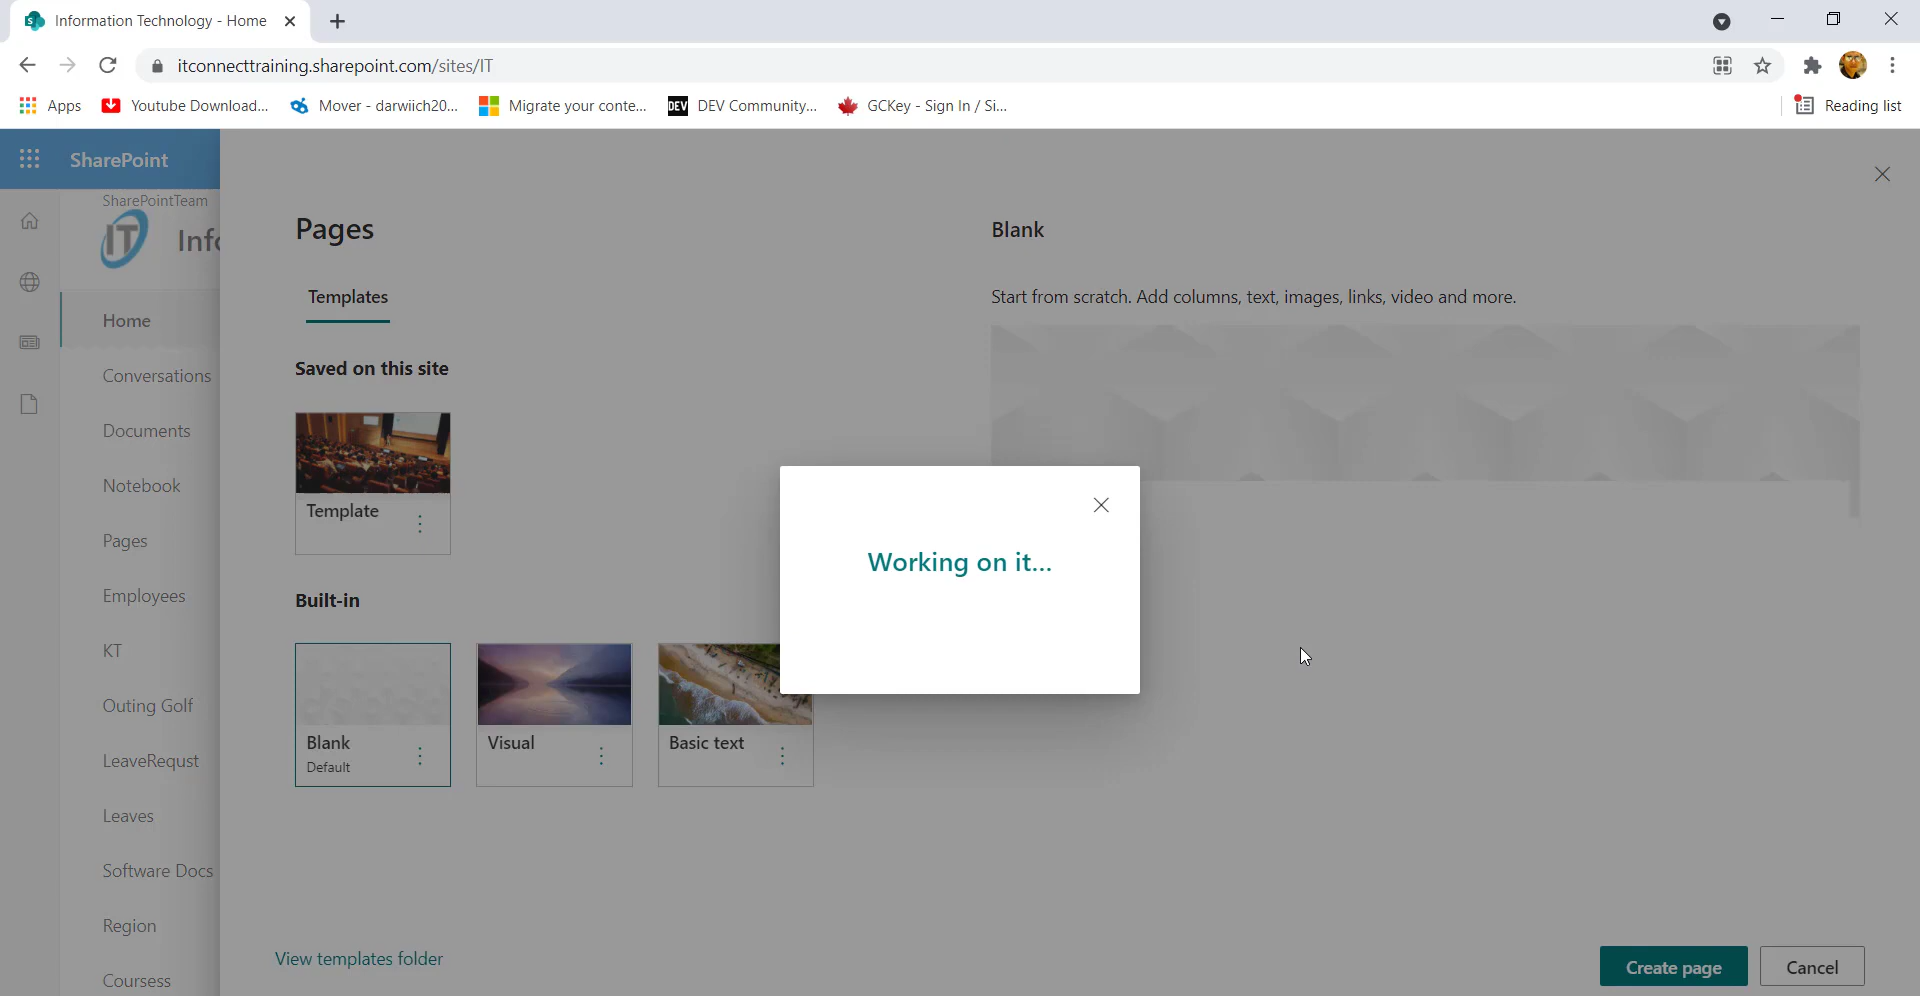 Information Technology - Home
itconnecttraining.sharepoint.com/sites/IT
Apps
Youtube Download...
Mover - darwiich20...
Migrate your conte...
DEV
DEV Community...
GCKey - Sign In / Si...
Reading list
SharePoint
SharePointTeam
IT
Info
Home
Conversations
Documents
Notebook
Pages
Employees
KT
Outing Golf
LeaveRequst
Leaves
Software Docs
Region
Coursess
Pages
Templates
Saved on this site
Template
Built-in
Blank
Default
Visual
Basic text
View templates folder
Blank
Start from scratch. Add columns, text, images, links, video and more.
Working on it...
Create page
Cancel